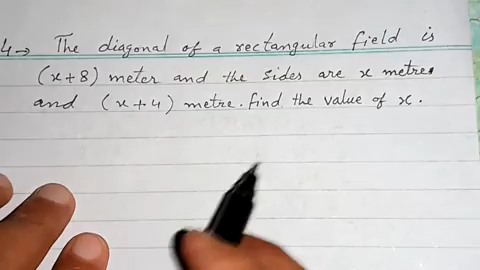 4→ The diagonal of a rectangular field is
(x+8) meter and the sides are x metre.
and (x+4) metre. find the value of x.